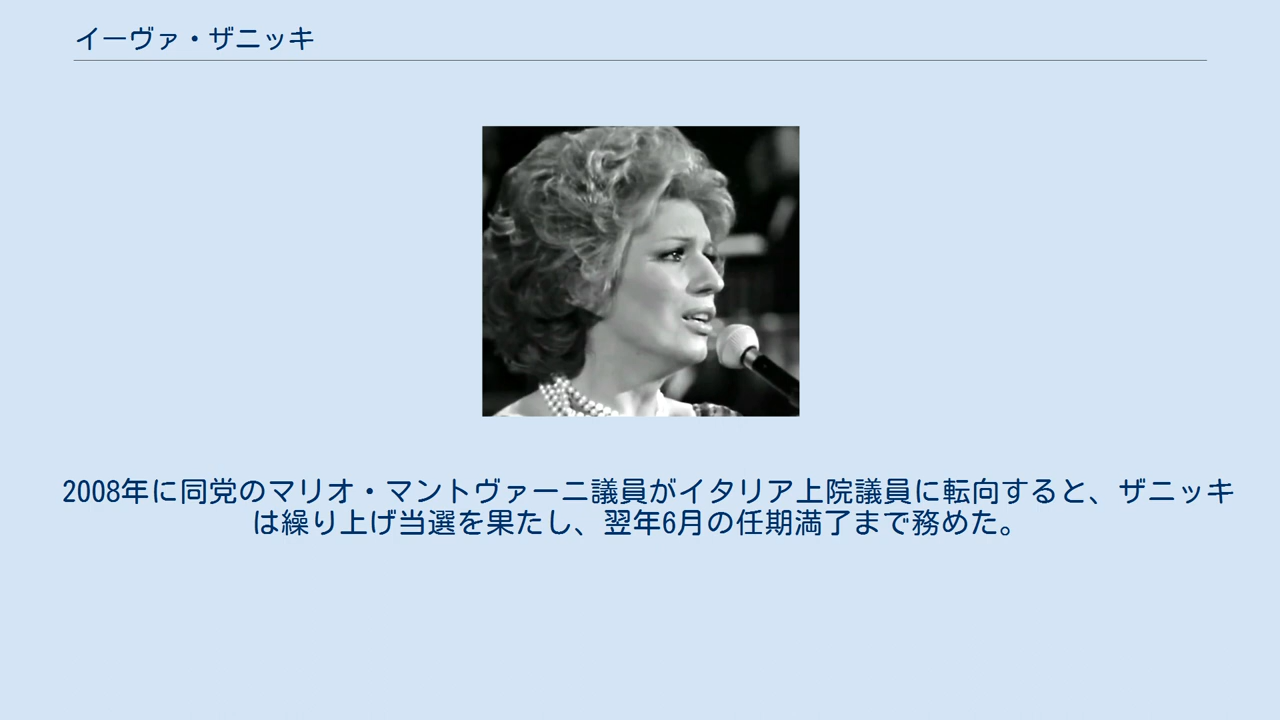 イーヴァ・ザニッキ
2008年に同党のマリオ・マントヴァーニ議員がイタリア上院議員に転向すると、ザニッキ
は繰り上げ当選を果たし、翌年6月の任期満了まで務めた。